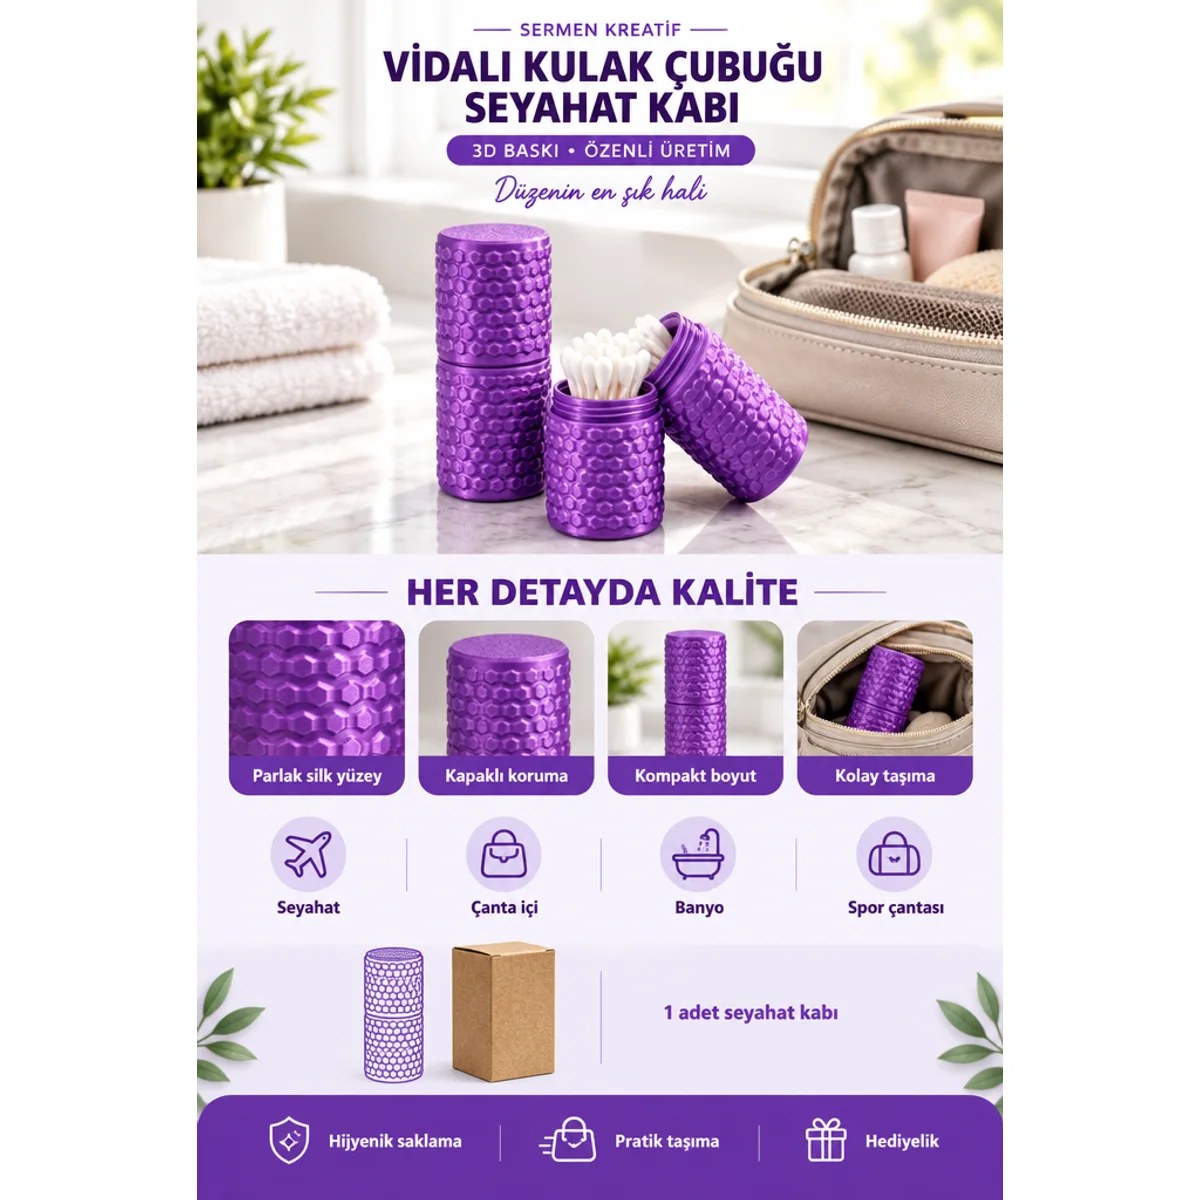 SERMEN KREATİF
VİDALI KULAK ÇUBUĞU
SEYAHAT KABI
3D BASKI • ÖZENLİ ÜRETİM
Düzenin en şık hali
HER DETAYDA KALİTE
Parlak silk yüzey
Kapaklı koruma
Kompakt boyut
Kolay taşıma
Seyahat
Çanta içi
Banyo
Spor çantası
1 adet seyahat kabı
Hijyenik saklama
Pratik taşıma
Hediyelik